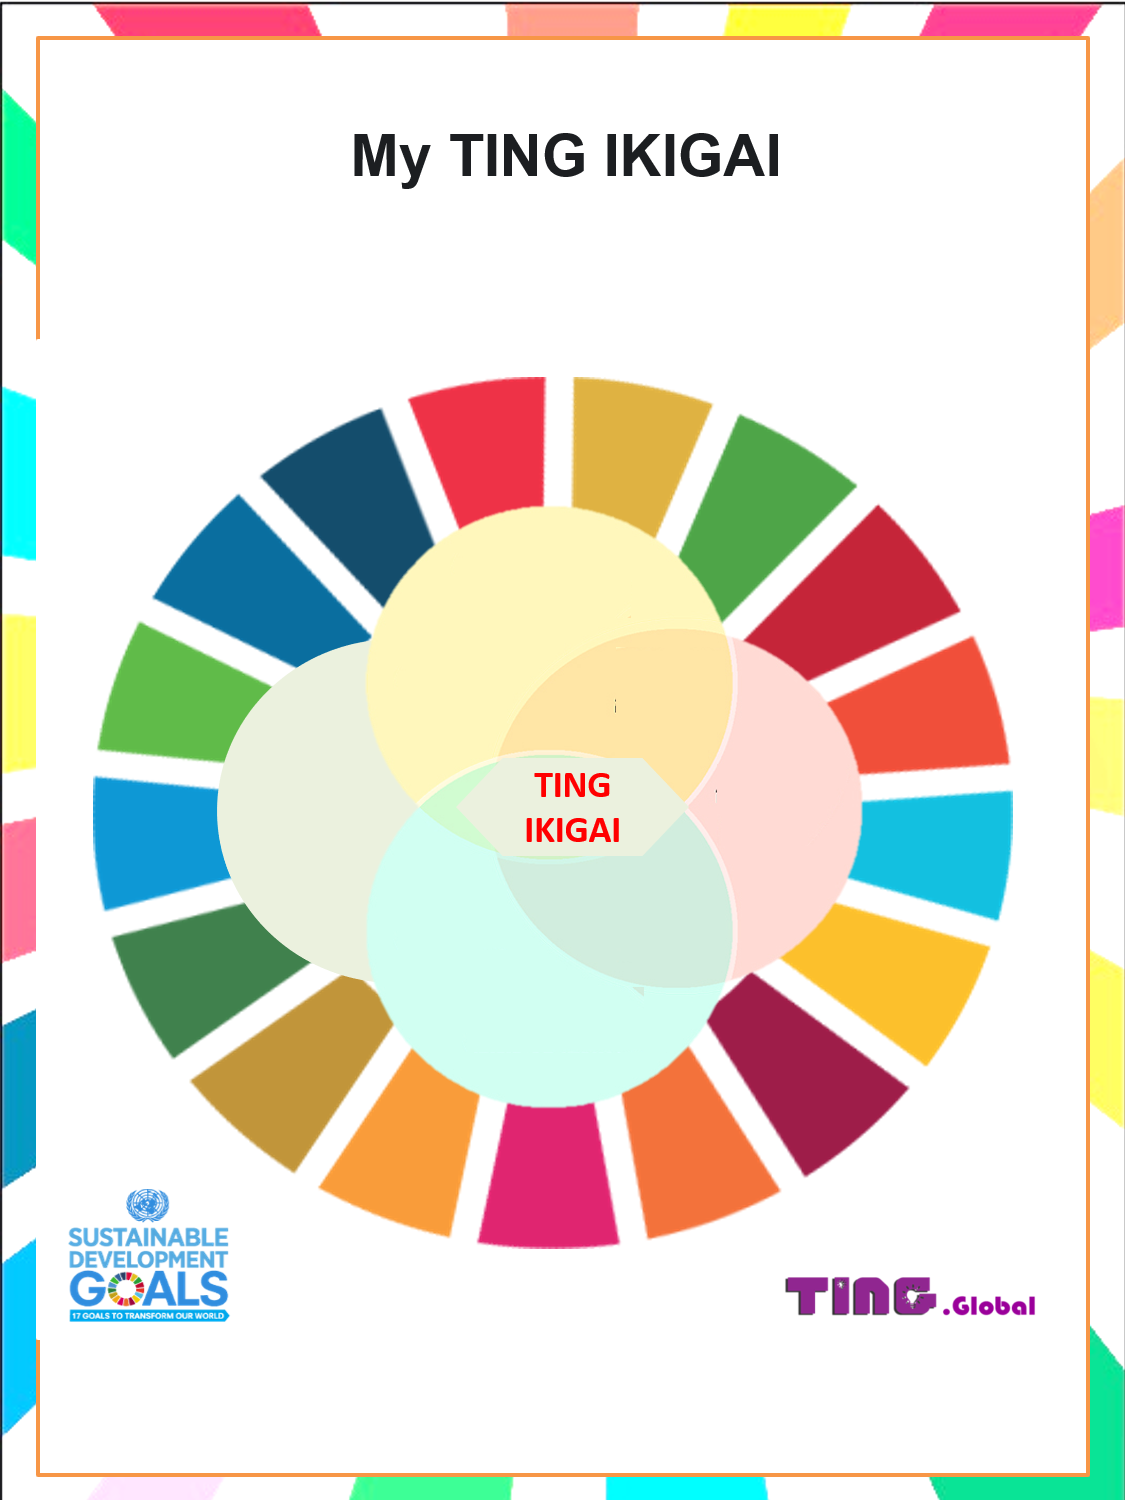 My TING IKIGAI
TING
IKIGAI
SUSTAINABLE
DEVELOPMENT
GOALS
17 GOALS TO TRANSFORM OUR WORLD
TING.Global